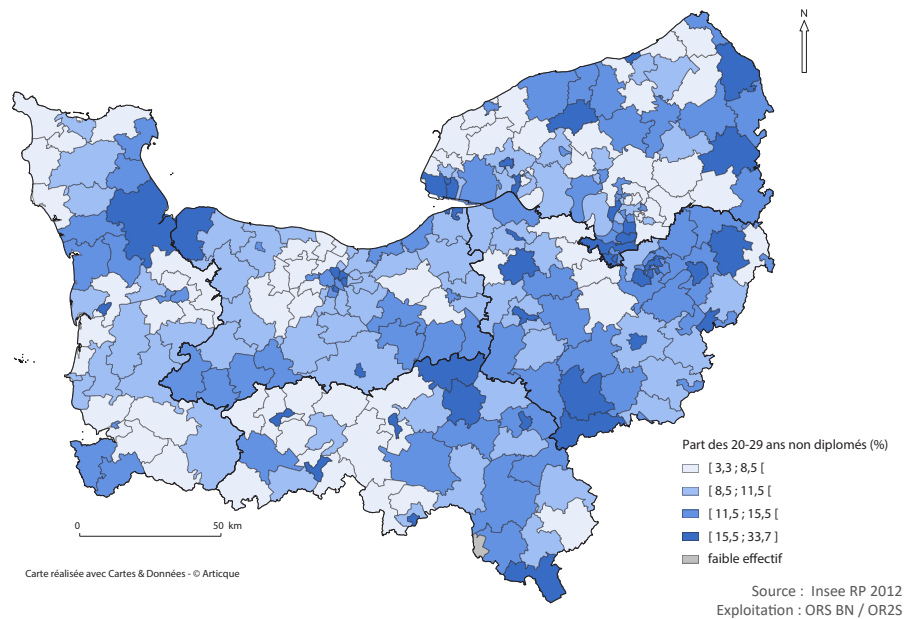 N
Part des 20-29 ans non diplomés (%)
[ 3,3 ; 8,5 [
[ 8,5 ; 11,5 [
[ 11,5 ; 15,5 [
[ 15,5 ; 33,7 ]
faible effectif
0 50 km
Carte réalisée avec Cartes & Données - © Articque
Source : Insee RP 2012
Exploitation : ORS BN / OR2S